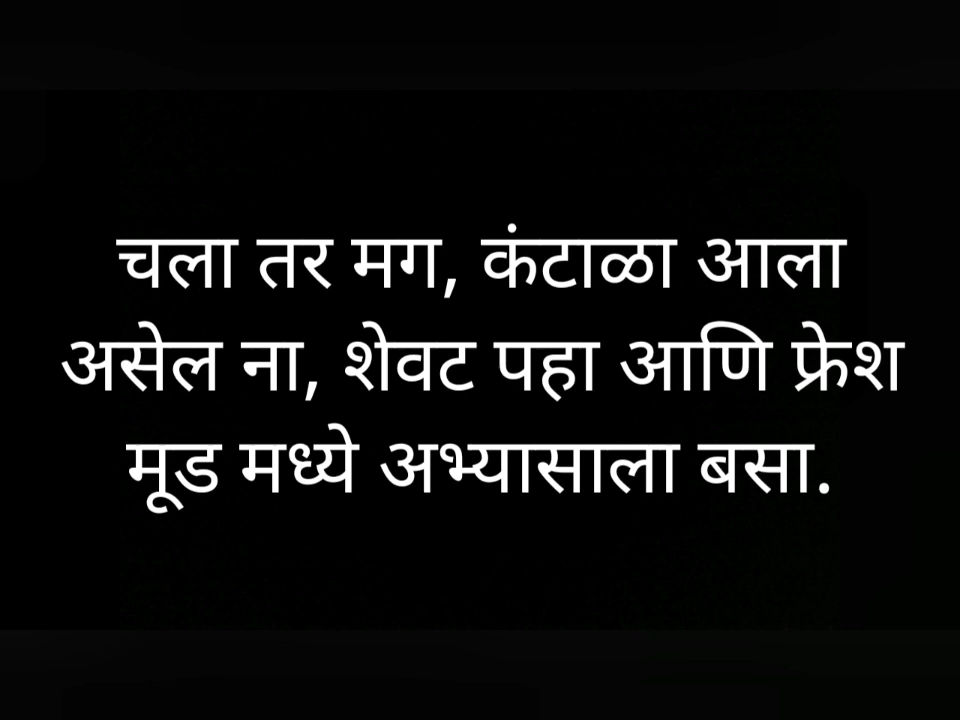 चला तर मग, कंटाळा आला
असेल ना, शेवट पहा आणि फ्रेश
मूड मध्ये अभ्यासाला बसा.